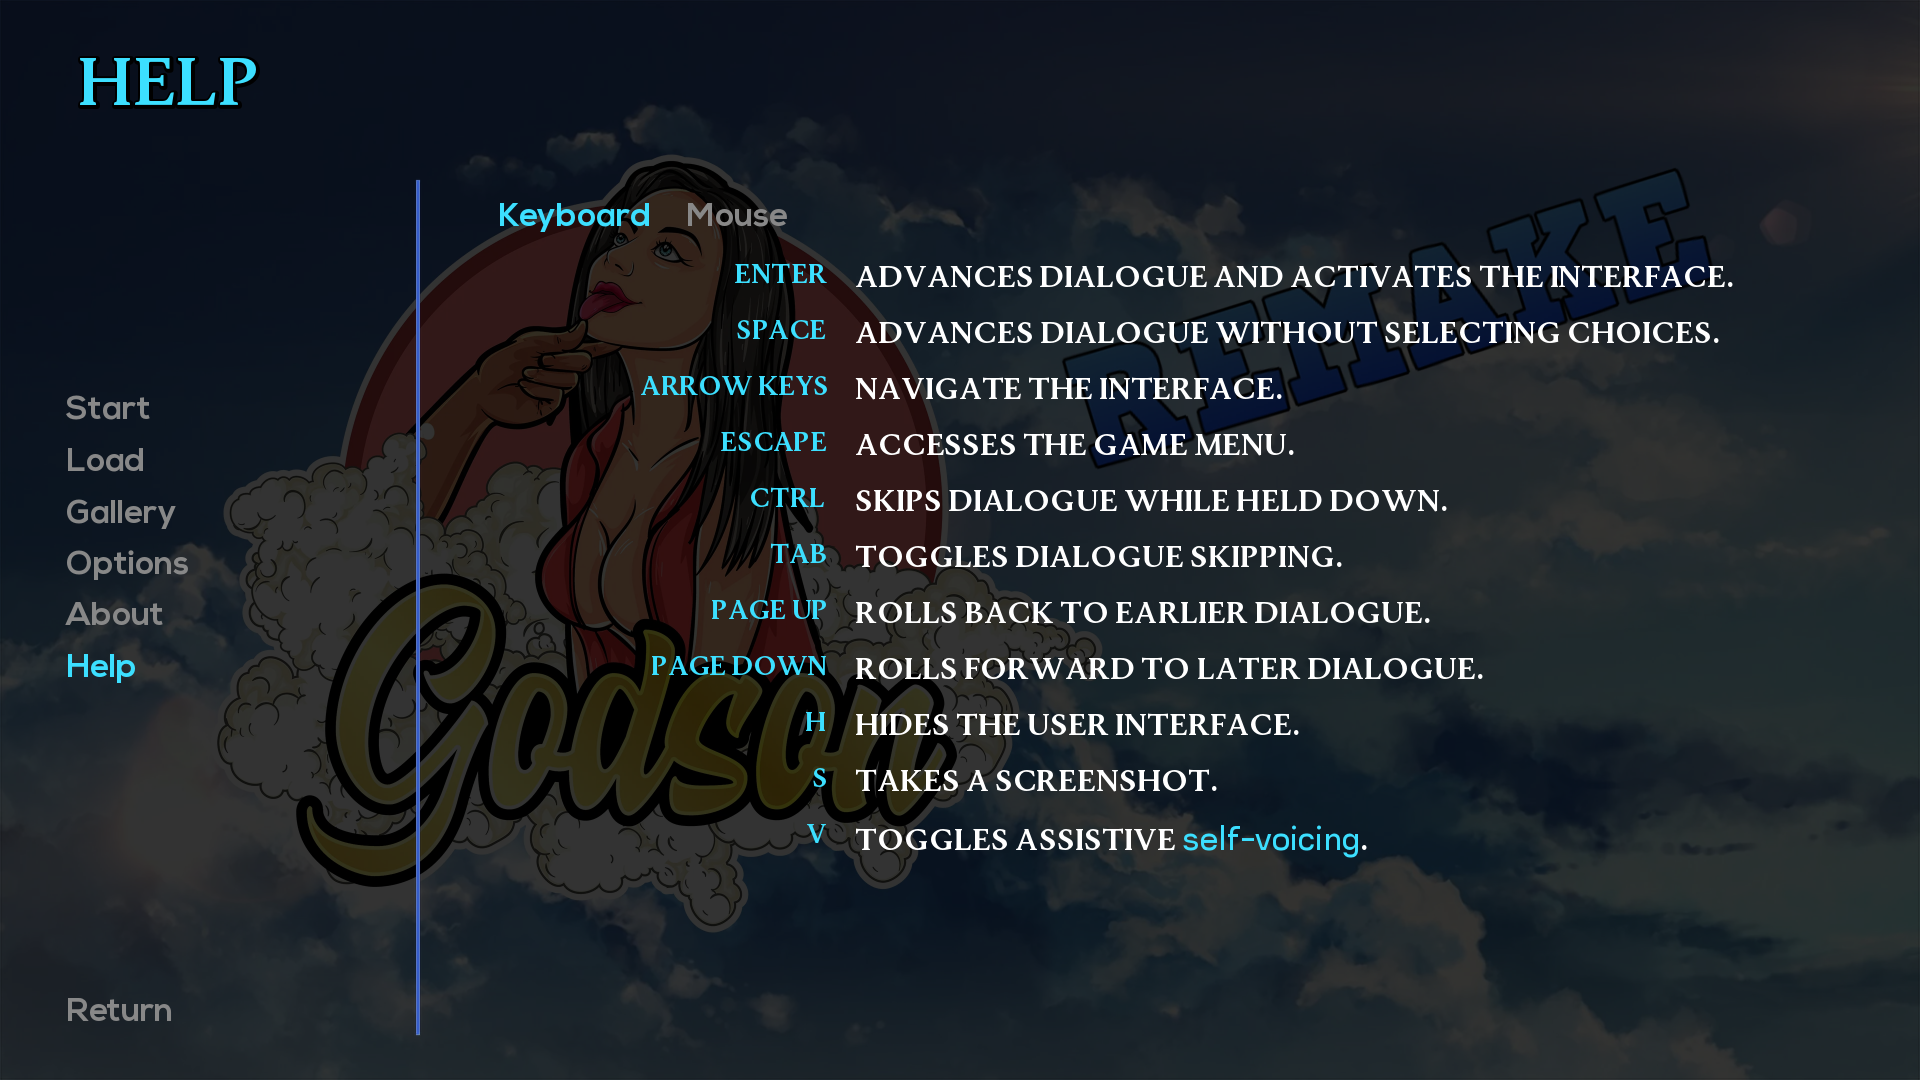 HELP
Keyboard Mouse
ENTER ADVANCES DIALOGUE AND ACTIVATES THE INTERFACE.
SPACE ADVANCES DIALOGUE WITHOUT SELECTING CHOICES.
ARROW KEYS NAVIGATE THE INTERFACE.
ESCAPE ACCESSES THE GAME MENU.
CTRL SKIPS DIALOGUE WHILE HELD DOWN.
TAB TOGGLES DIALOGUE SKIPPING.
PAGE UP ROLLS BACK TO EARLIER DIALOGUE.
PAGE DOWN ROLLS FORWARD TO LATER DIALOGUE.
H HIDES THE USER INTERFACE.
S TAKES A SCREENSHOT.
V TOGGLES ASSISTIVE self-voicing.
Start
Load
Gallery
Options
About
Help
Return
Godson
REMAKE